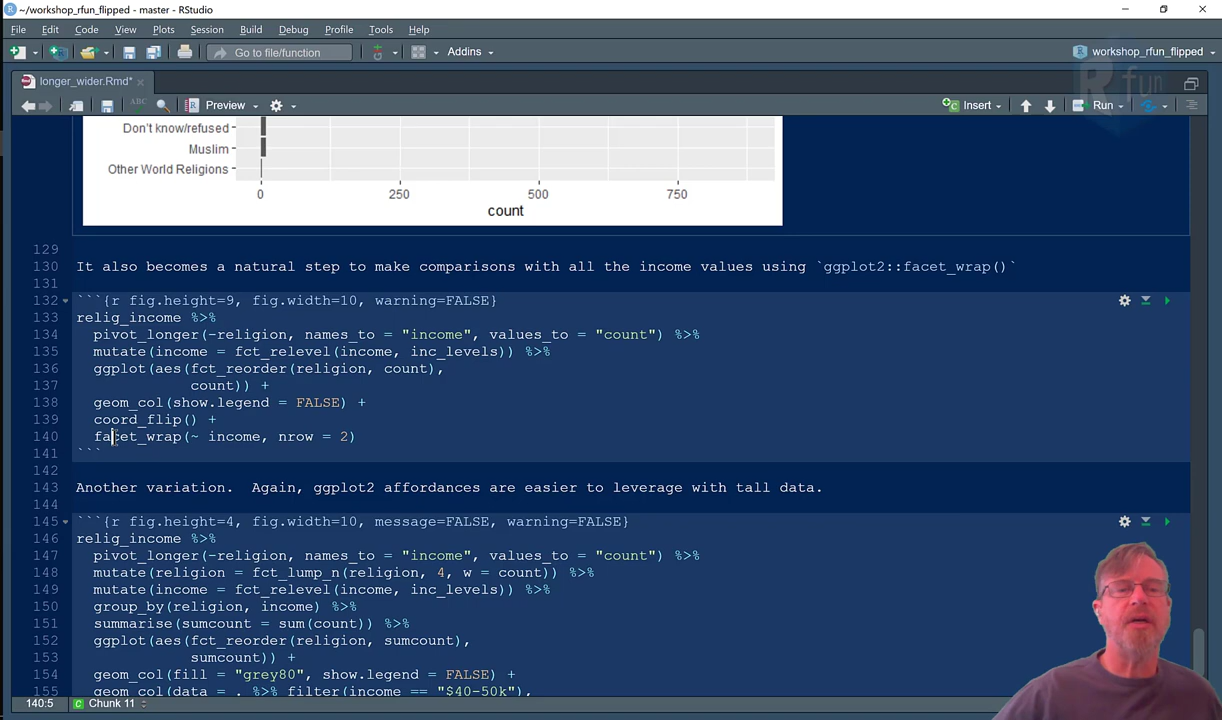 ~/workshop_rfun_flipped - master - RStudio
File Edit Code View Plots Session Build Debug Profile Tools Help
Go to file/function Addins workshop_rfun_flipped
longer_wider.Rmd*
ABC Preview Insert Run
R fun
Don't know/refused
Muslim
Other World Religions
0 250 500 750
count
129
130 It also becomes a natural step to make comparisons with all the income values using `ggplot2::facet_wrap()`
131
132 ```{r fig.height=9, fig.width=10, warning=FALSE}
133 relig_income %>%
134 pivot_longer(-religion, names_to = "income", values_to = "count") %>%
135 mutate(income = fct_relevel(income, inc_levels)) %>%
136 ggplot(aes(fct_reorder(religion, count),
137 count)) +
138 geom_col(show.legend = FALSE) +
139 coord_flip() +
140 facet_wrap(~ income, nrow = 2)
141 ```
142
143 Another variation.  Again, ggplot2 affordances are easier to leverage with tall data.
144
145 ```{r fig.height=4, fig.width=10, message=FALSE, warning=FALSE}
146 relig_income %>%
147 pivot_longer(-religion, names_to = "income", values_to = "count") %>%
148 mutate(religion = fct_lump_n(religion, 4, w = count)) %>%
149 mutate(income = fct_relevel(income, inc_levels)) %>%
150 group_by(religion, income) %>%
151 summarise(sumcount = sum(count)) %>%
152 ggplot(aes(fct_reorder(religion, sumcount),
153 sumcount)) +
154 geom_col(fill = "grey80", show.legend = FALSE) +
155 geom_col(data = . %>% filter(income == "$40-50k"),
140:5 Chunk 11